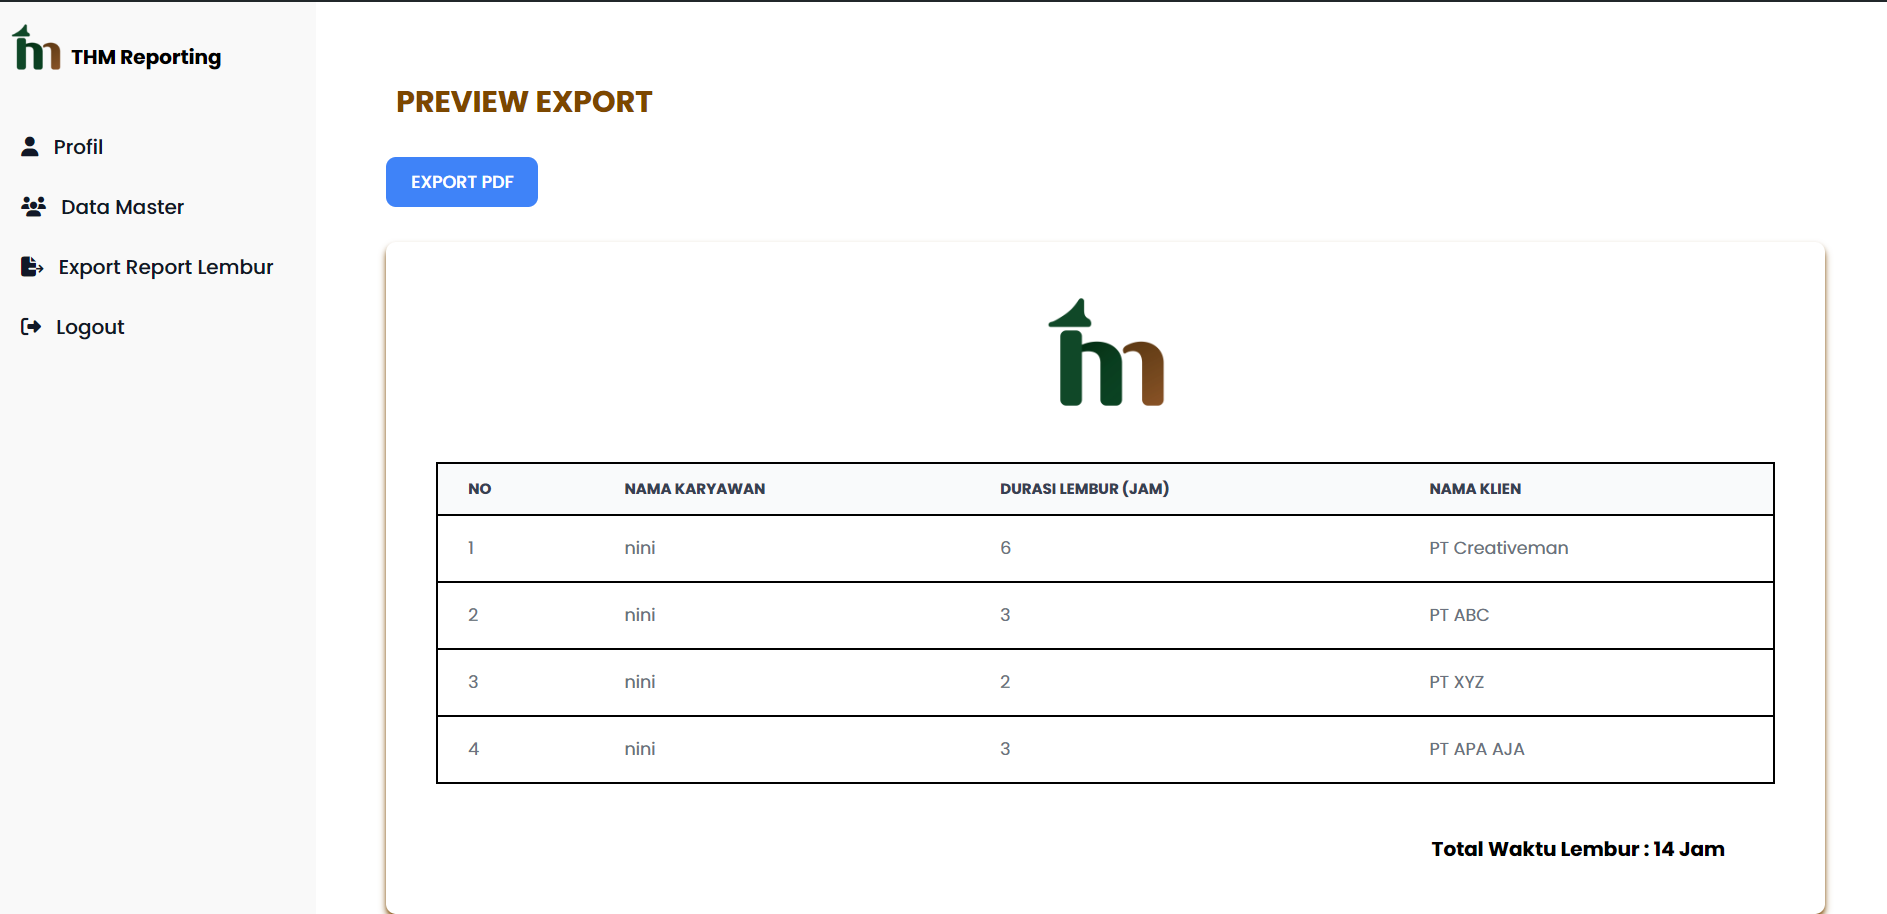 THM Reporting
Profil
Data Master
Export Report Lembur
Logout
PREVIEW EXPORT
EXPORT PDF
NO NAMA KARYAWAN DURASI LEMBUR (JAM) NAMA KLIEN
1 nini 6 PT Creativeman
2 nini 3 PT ABC
3 nini 2 PT XYZ
4 nini 3 PT APA AJA
Total Waktu Lembur : 14 Jam